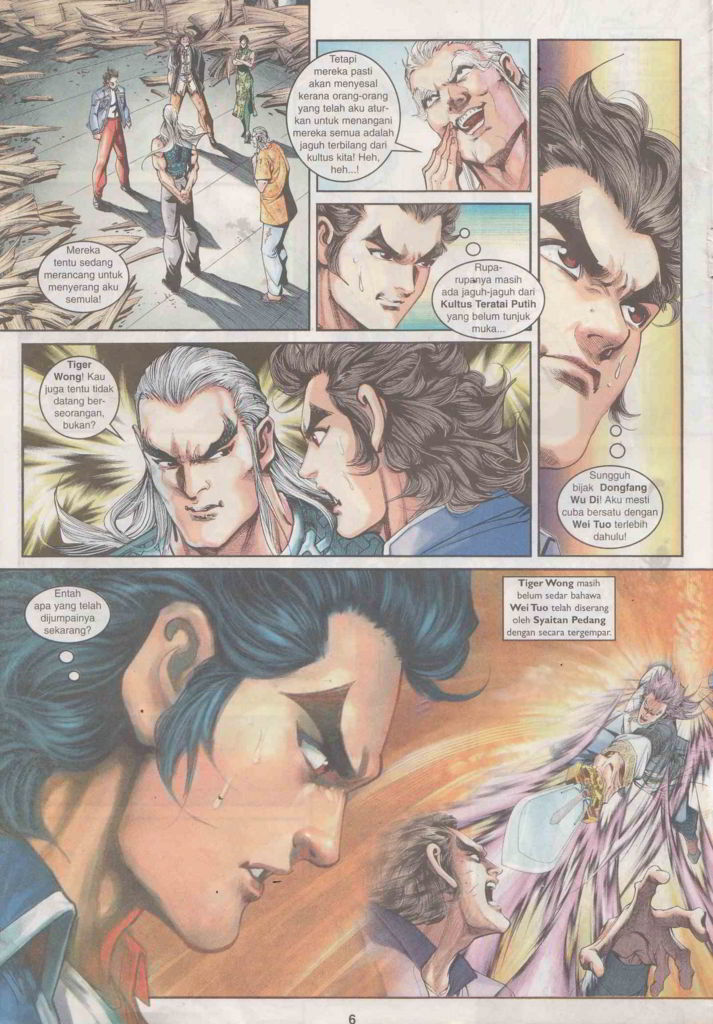 Mereka
tentu sedang
merancang untuk
menyerang aku
semula!
Tetapi
mereka pasti
akan menyesal
kerana orang-orang
yang telah aku atur-
kan untuk menangani
mereka semua adalah
jaguh terbilang dari
kultus kita! Heh,
heh...!
Rupa-
rupanya masih
ada jaguh-jaguh dari
Kultus Teratai Putih
yang belum tunjuk
muka...
Sungguh
bijak Dongfang
Wu Di! Aku mesti
cuba bersatu dengan
Wei Tuo terlebih
dahulu!
Tiger
Wong! Kau
juga tentu tidak
datang ber-
seorangan,
bukan?
Entah
apa yang telah
dijumpainya
sekarang?
Tiger Wong masih
belum sedar bahawa
Wei Tuo telah diserang
oleh Syaitan Pedang
dengan secara tergempar.
6